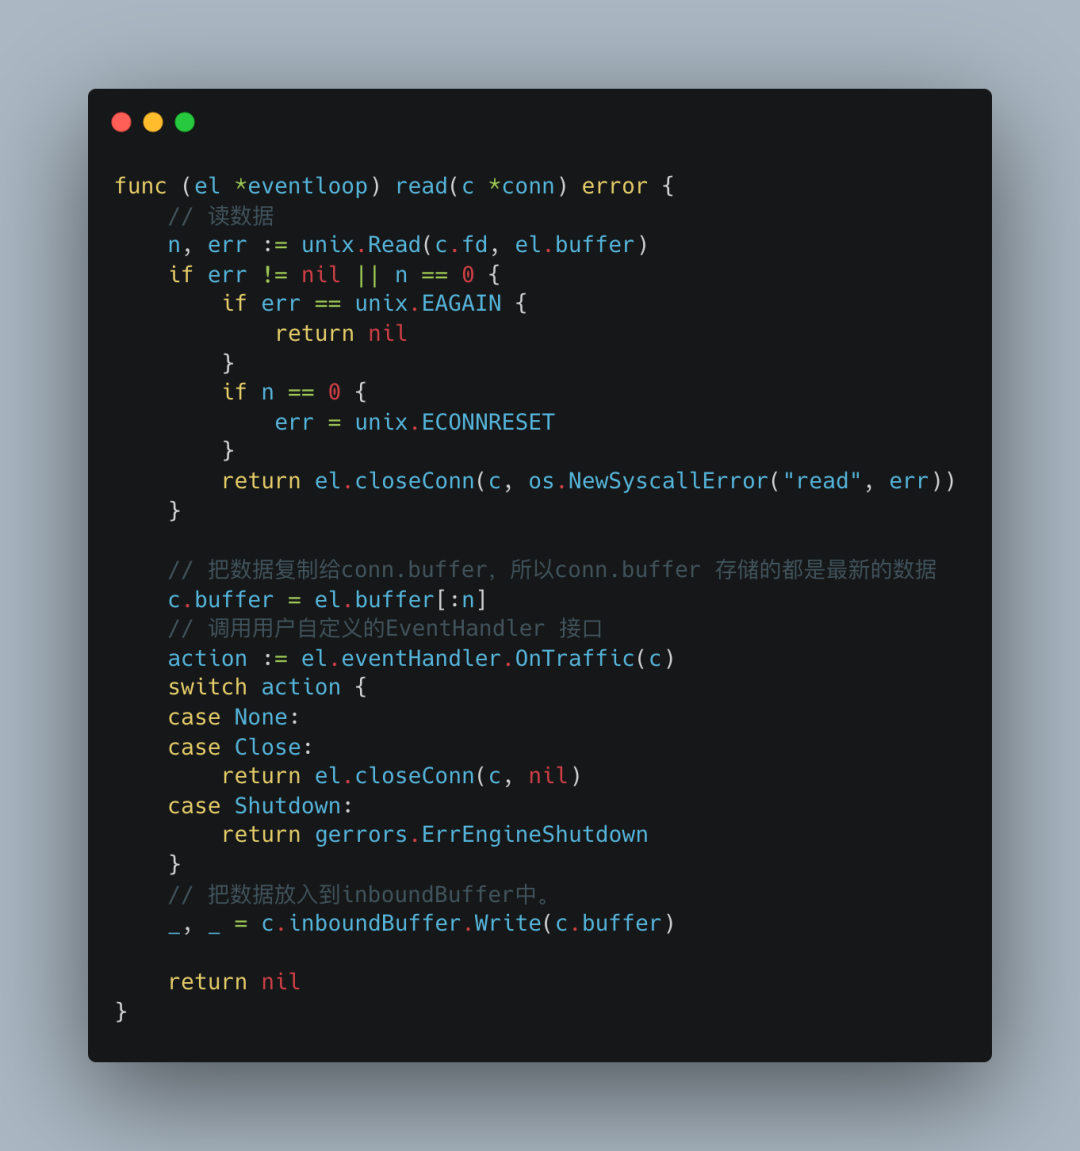 func (el *eventloop) read(c *conn) error {
    // 读数据
    n, err := unix.Read(c.fd, el.buffer)
    if err != nil || n == 0 {
        if err == unix.EAGAIN {
            return nil
        }
        if n == 0 {
            err = unix.ECONNRESET
        }
        return el.closeConn(c, os.NewSyscallError("read", err))
    }

    // 把数据复制给conn.buffer，所以conn.buffer 存储的都是最新的数据
    c.buffer = el.buffer[:n]
    // 调用用户自定义的EventHandler 接口
    action := el.eventHandler.OnTraffic(c)
    switch action {
    case None:
    case Close:
        return el.closeConn(c, nil)
    case Shutdown:
        return gerrors.ErrEngineShutdown
    }
    // 把数据放入到inboundBuffer中。
    _, _ = c.inboundBuffer.Write(c.buffer)

    return nil
}